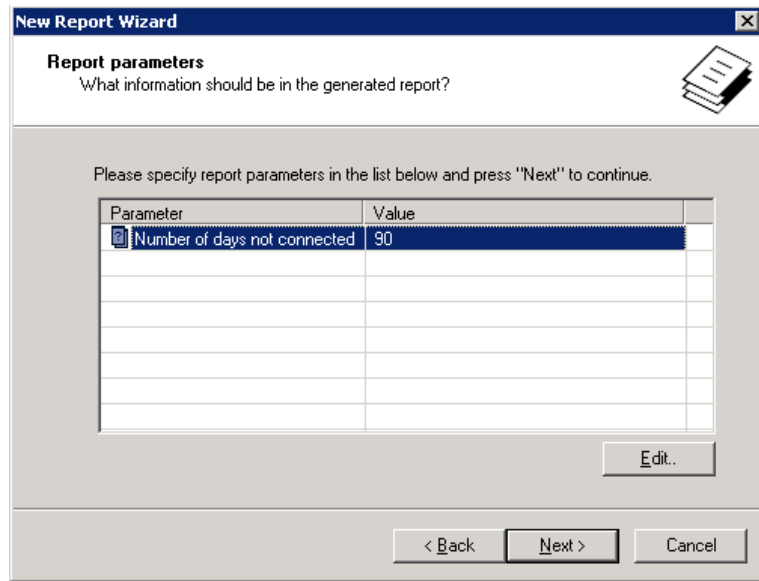 New Report Wizard
Report parameters
What information should be in the generated report?
Please specify report parameters in the list below and press "Next" to continue.
Parameter Value
Number of days not connected 90
Edit..
< Back Next > Cancel